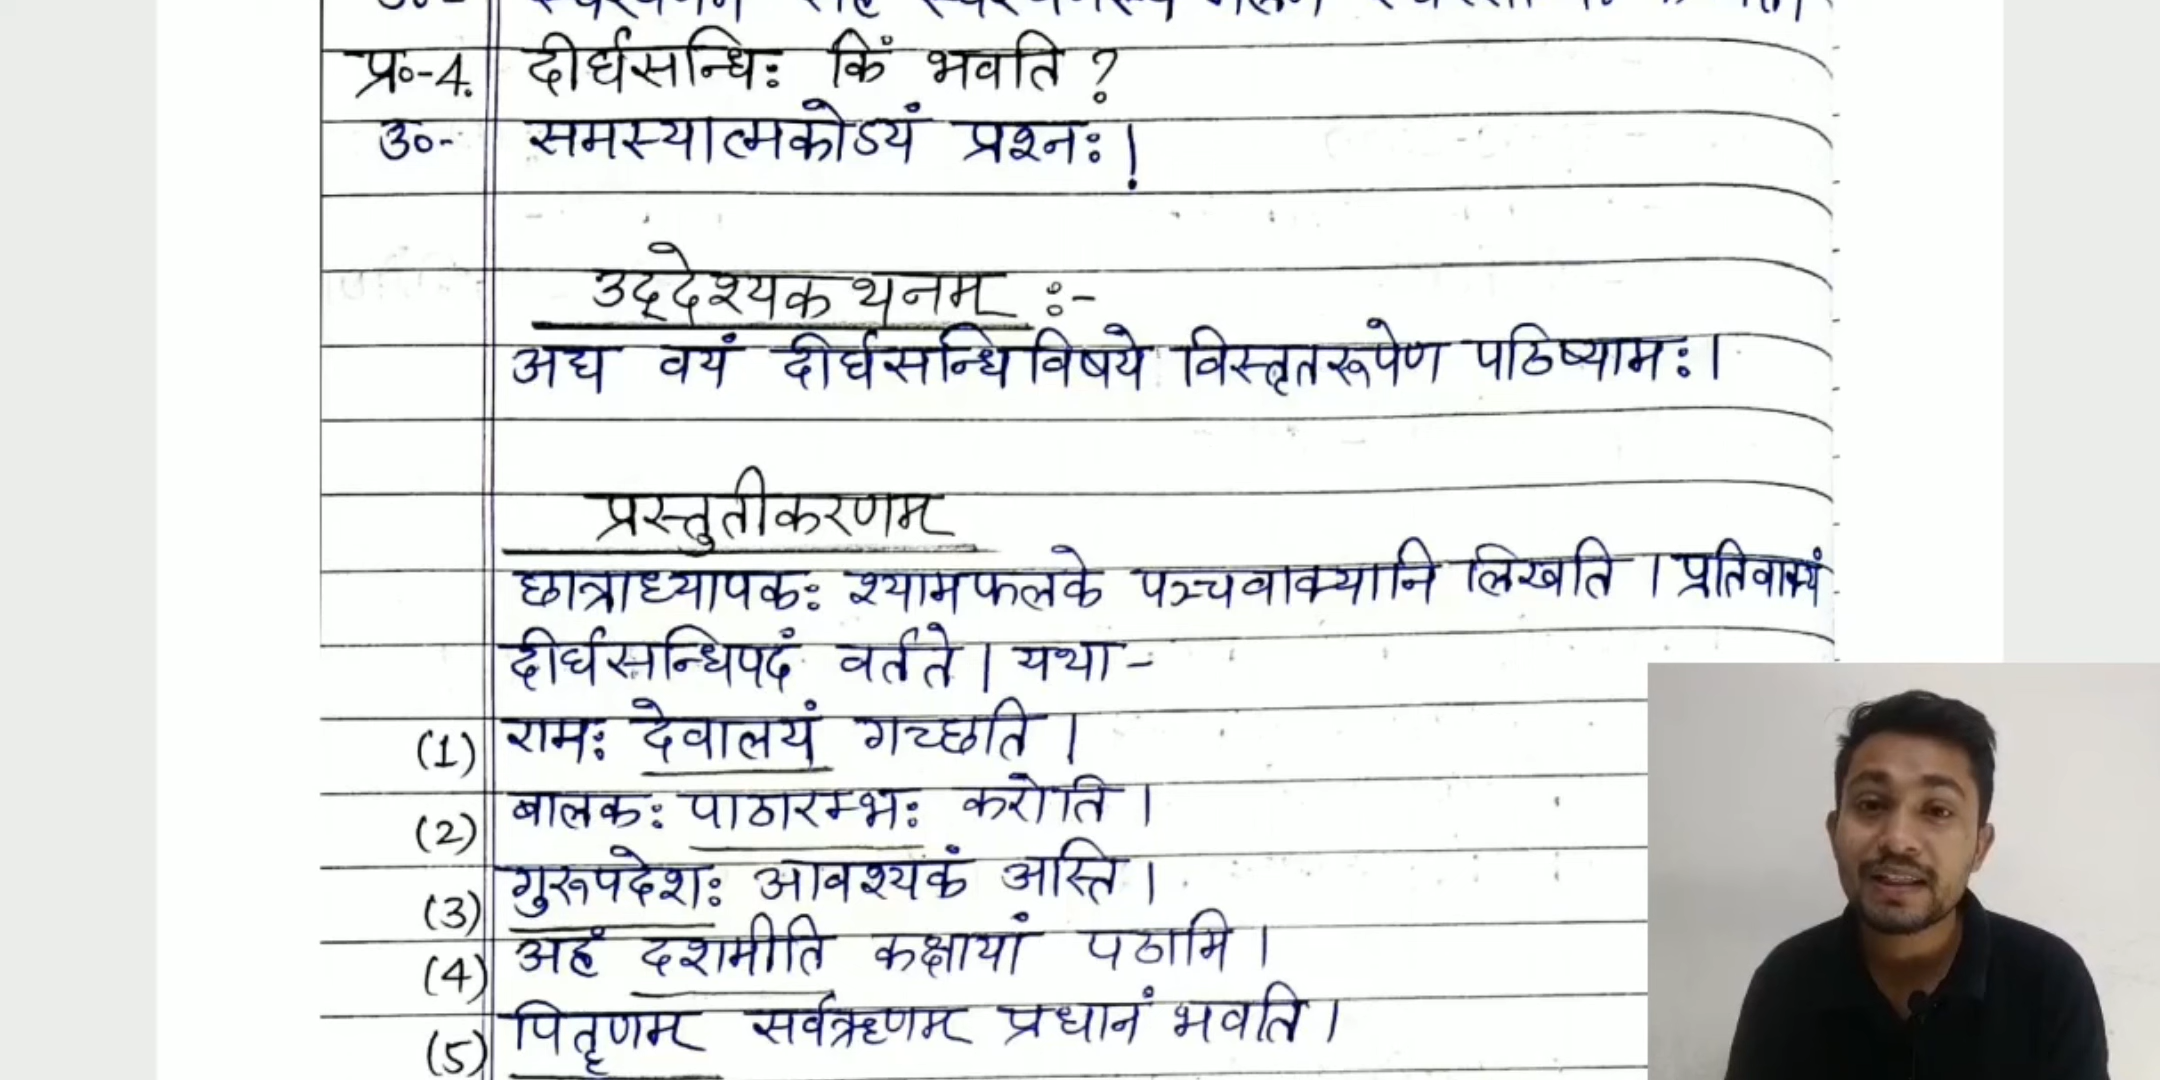 प्र०-4. दीर्घसन्धिः किं भवति ?
उ०- समस्यात्मकोऽयं प्रश्नः।
उद्देश्यकथनम् :-
अद्य वयं दीर्घसन्धिविषये विस्तृतरूपेण पठिष्यामः।
प्रस्तुतीकरणम्
छात्राध्यापकः श्यामफलके पञ्चवाक्यानि लिखति । प्रतिवाक्यं
दीर्घसन्धिपदं वर्तते। यथा-
(1) रामः देवालयं गच्छति।
(2) बालकः पाठारम्भः करोति।
(3) गुरूपदेशः आवश्यकं अस्ति।
(4) अहं दशमीति कक्षायां पठामि।
(5) पितॄणम् सर्वऋणम् प्रधानं भवति।